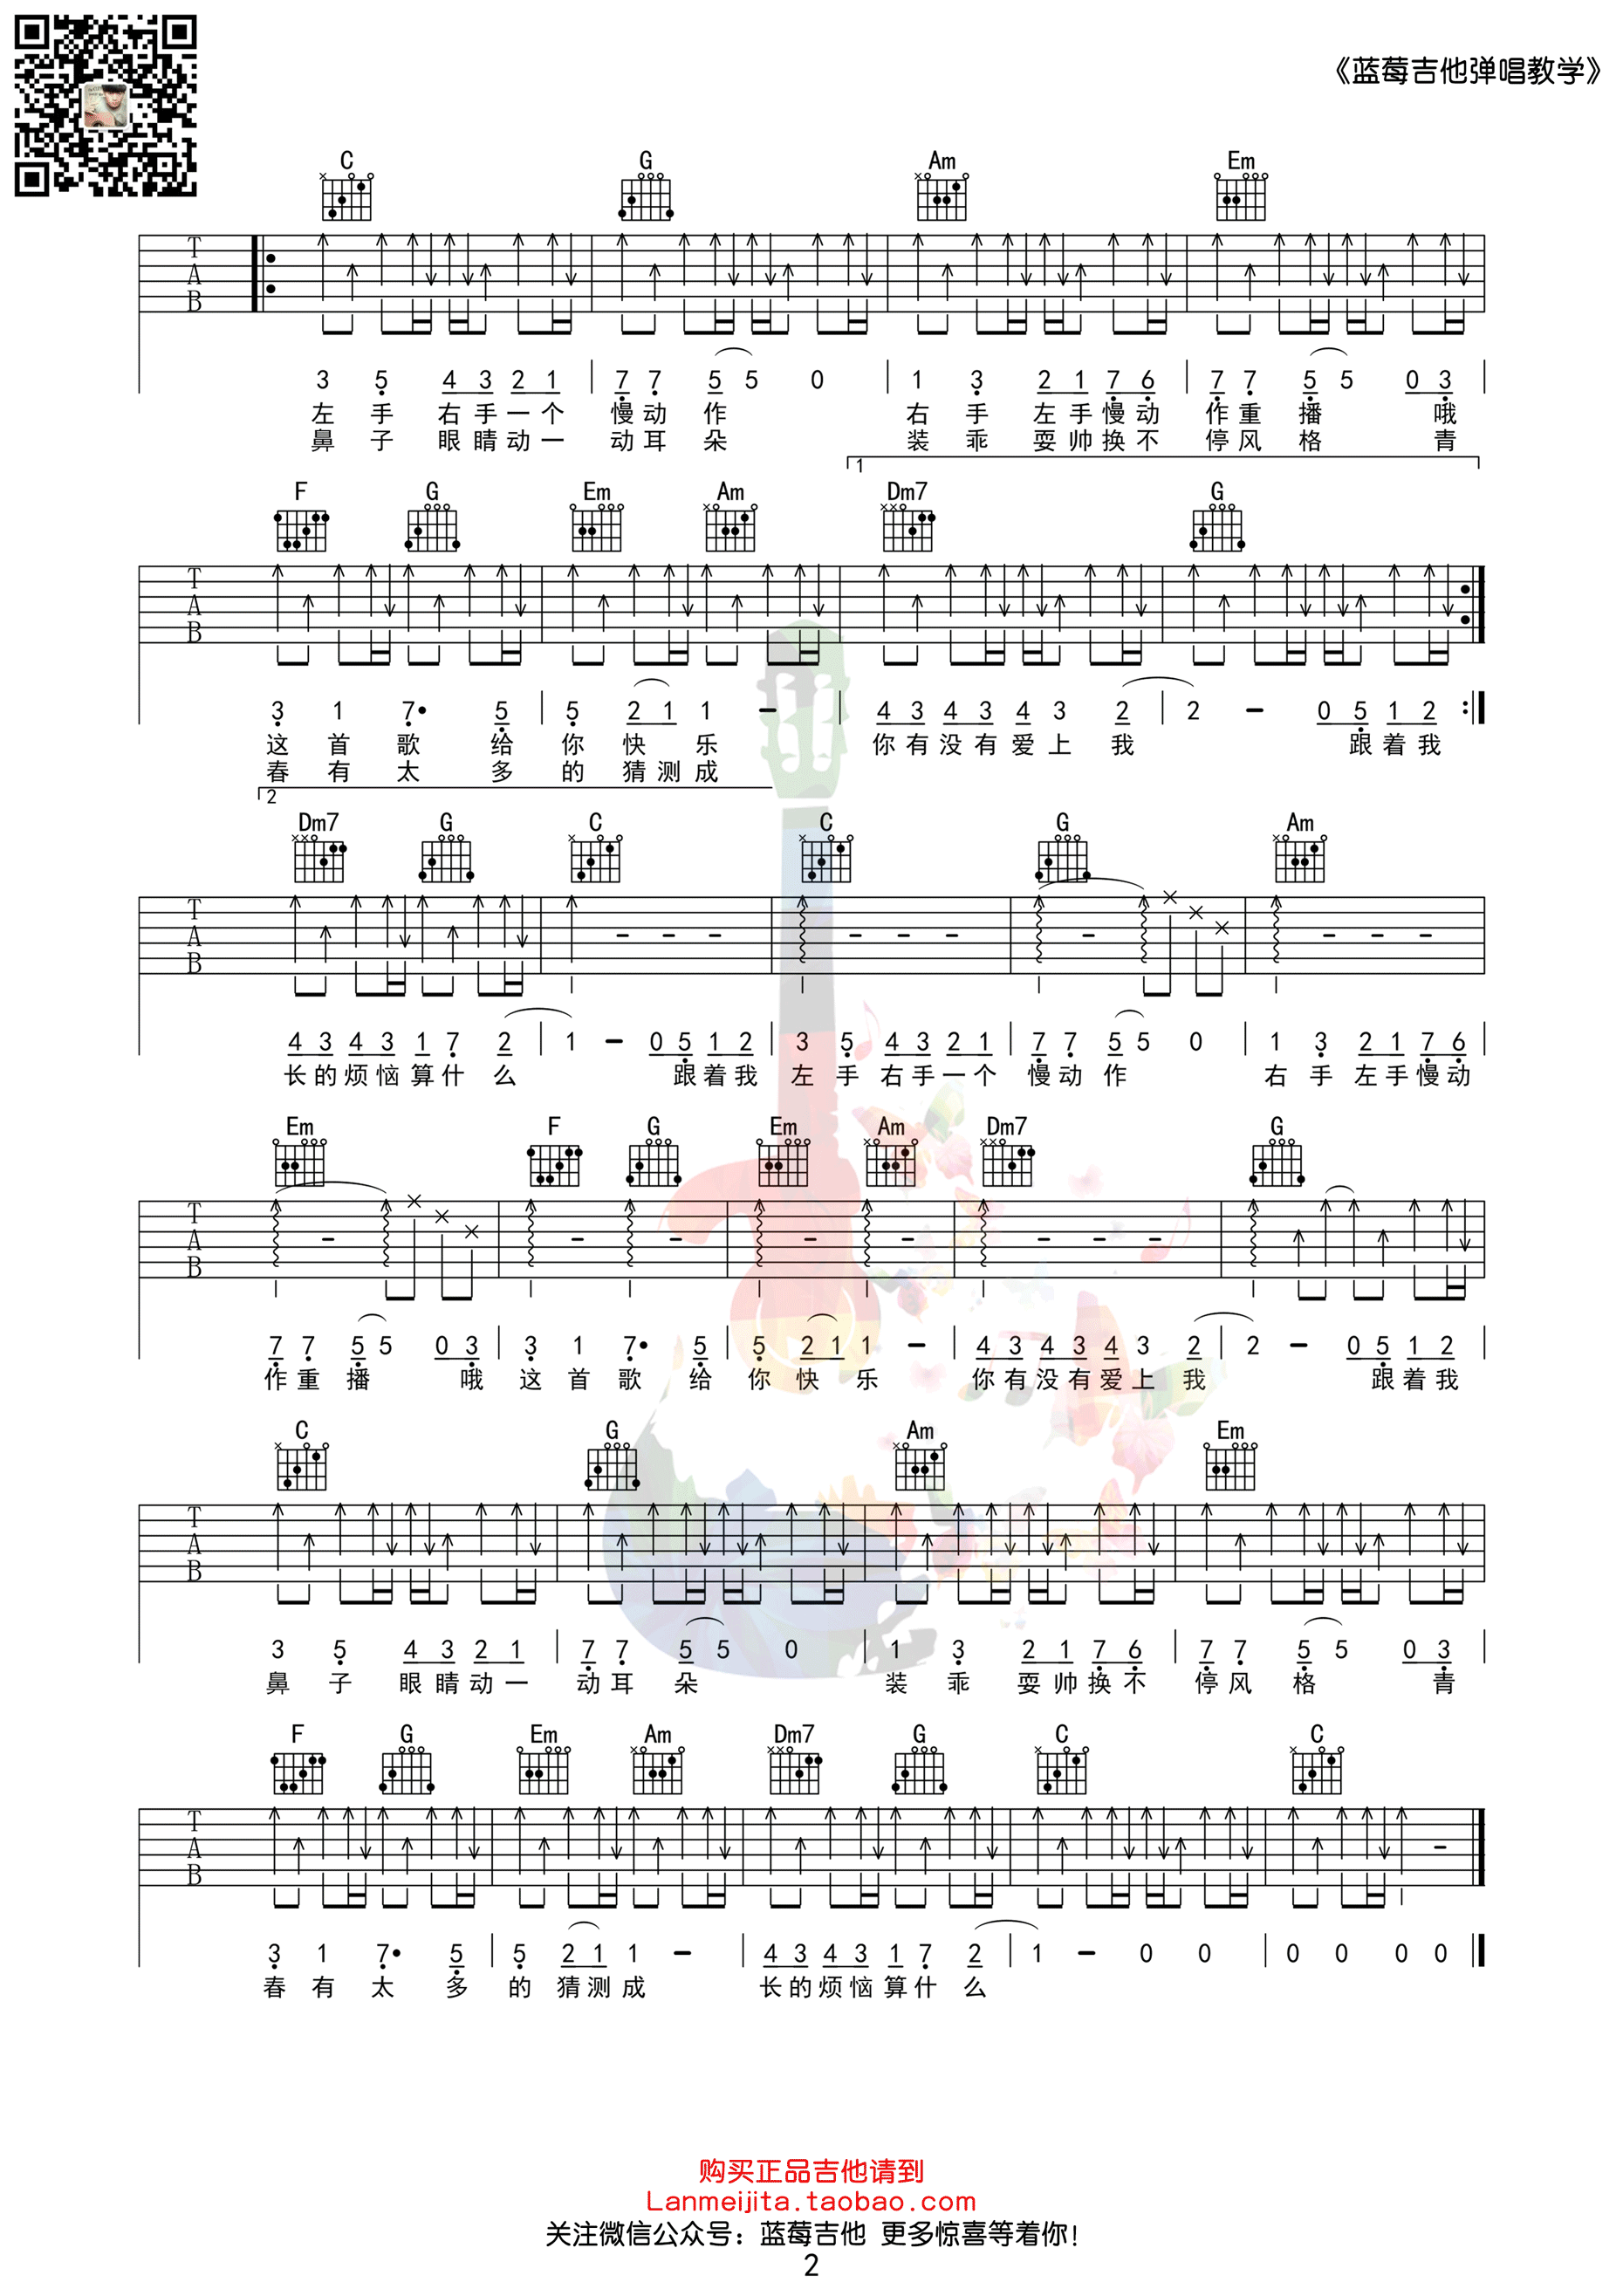 《蓝莓吉他弹唱教学》
C G Am Em
T
A
B
3 5 4 3 2 1 7 7 5 5 0 1 3 2 1 7 6 7 7 5 5 0 3
左 手 右 手 一 个 慢 动 作 右 手 左 手 慢 动 作 重 播 哦
鼻 子 眼 睛 动 一 动 耳 朵 装 乖 耍 帅 换 不 停 风 格 青
1
F G Em Am Dm7 G
T
A
B
3 1 7• 5 5 2 1 1 – 4 3 4 3 4 3 2 2 – 0 5 1 2
这 首 歌 给 你 快 乐 你 有 没 有 爱 上 我 跟 着 我
春 有 太 多 的 猜 测 成
2
Dm7 G C C G Am
T
A
B
4 3 4 3 1 7 2 1 – 0 5 1 2 3 5 4 3 2 1 7 7 5 5 0 1 3 2 1 7 6
长 的 烦 恼 算 什 么 跟 着 我 左 手 右 手 一 个 慢 动 作 右 手 左 手 慢 动
Em F G Em Am Dm7 G
T
A
B
7 7 5 5 0 3 3 1 7• 5 5 2 1 1 – 4 3 4 3 4 3 2 2 – 0 5 1 2
作 重 播 哦 这 首 歌 给 你 快 乐 你 有 没 有 爱 上 我 跟 着 我
C G Am Em
T
A
B
3 5 4 3 2 1 7 7 5 5 0 1 3 2 1 7 6 7 7 5 5 0 3
鼻 子 眼 睛 动 一 动 耳 朵 装 乖 耍 帅 换 不 停 风 格 青
F G Em Am Dm7 G C C
T
A
B
3 1 7• 5 5 2 1 1 – 4 3 4 3 1 7 2 1 – 0 0 0 0 0 0
春 有 太 多 的 猜 测 成 长 的 烦 恼 算 什 么
购买正品吉他请到
Lanmeijita.taobao.com
关注微信公众号：蓝莓吉他 更多惊喜等着你！
2